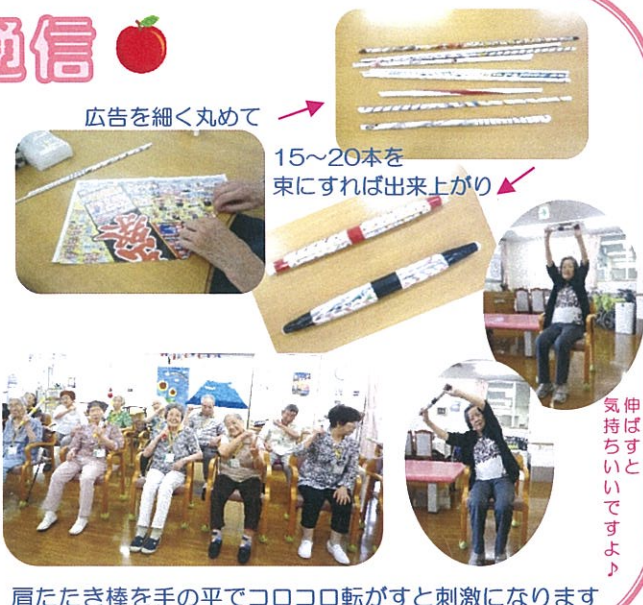 通信
広告を細く丸めて
15～20本を
束にすれば出来上がり
伸ばすと
気持ちいいですよ♪
肩たたき棒を手の平でコロコロ転がすと刺激になります